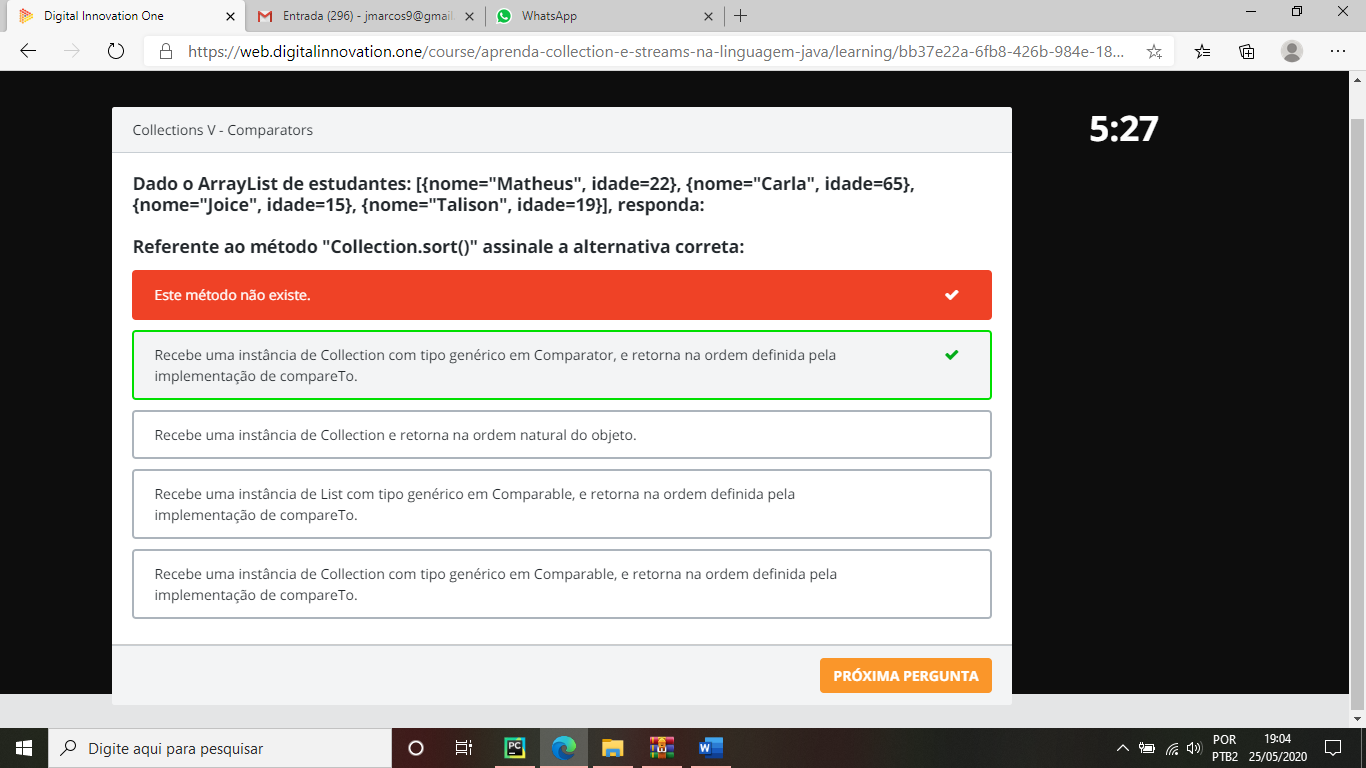 Digital Innovation One
Entrada (296) - jmarcos9@gmail.
WhatsApp
https://web.digitalinnovation.one/course/aprenda-collection-e-streams-na-linguagem-java/learning/bb37e22a-6fb8-426b-984e-18...
5:27
Collections V - Comparators
Dado o ArrayList de estudantes: [{nome="Matheus", idade=22}, {nome="Carla", idade=65},
{nome="Joice", idade=15}, {nome="Talison", idade=19}], responda:
Referente ao método "Collection.sort()" assinale a alternativa correta:
Este método não existe.
Recebe uma instância de Collection com tipo genérico em Comparator, e retorna na ordem definida pela
implementação de compareTo.
Recebe uma instância de Collection e retorna na ordem natural do objeto.
Recebe uma instância de List com tipo genérico em Comparable, e retorna na ordem definida pela
implementação de compareTo.
Recebe uma instância de Collection com tipo genérico em Comparable, e retorna na ordem definida pela
implementação de compareTo.
PRÓXIMA PERGUNTA
Digite aqui para pesquisar
PC
W
POR
PTB2
19:04
25/05/2020